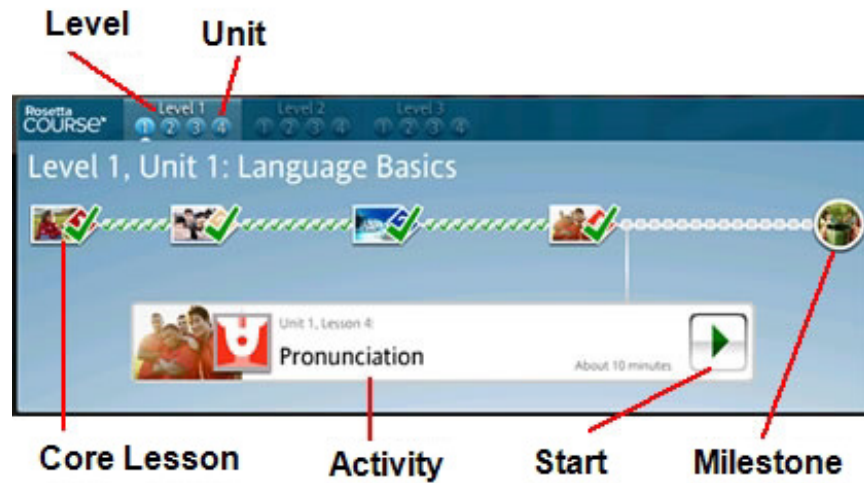 Level Unit
Rosetta
COURSE™
Level 1 Level 2 Level 3
1 2 3 4 1 2 3 4 1 2 3 4
Level 1, Unit 1: Language Basics
Unit 1, Lesson 4:
Pronunciation
About 10 minutes
Core Lesson Activity Start Milestone